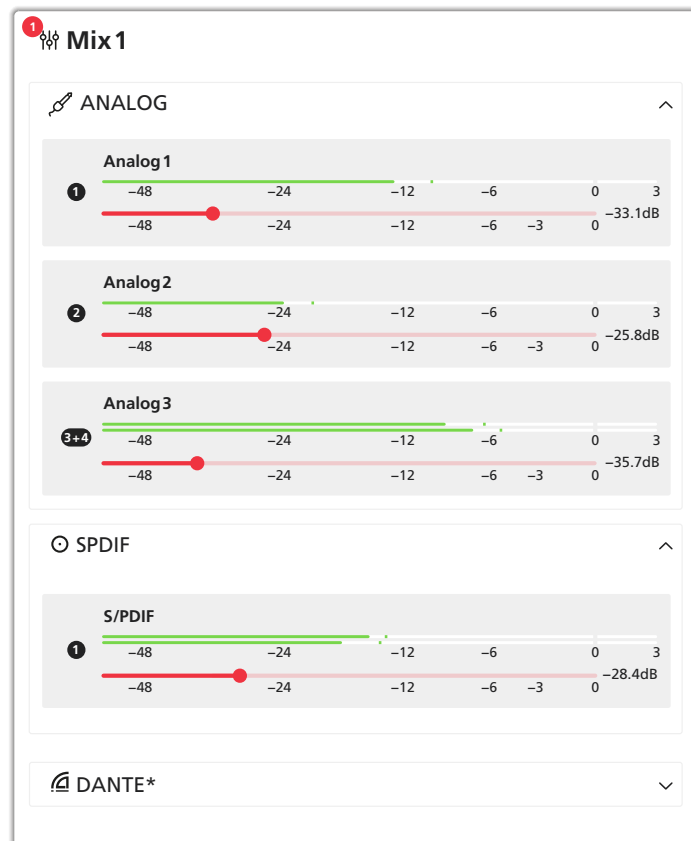 1
Mix 1
ANALOG
Analog 1
1
−48 −24 −12 −6 0 3
−33.1dB
−48 −24 −12 −6 −3 0
Analog 2
2
−48 −24 −12 −6 0 3
−25.8dB
−48 −24 −12 −6 −3 0
Analog 3
3+4
−48 −24 −12 −6 0 3
−35.7dB
−48 −24 −12 −6 −3 0
SPDIF
S/PDIF
1
−48 −24 −12 −6 0 3
−28.4dB
−48 −24 −12 −6 −3 0
DANTE*